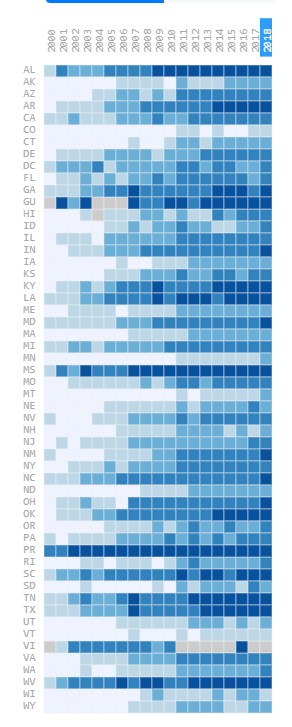 2000 2001 2002 2003 2004 2005 2006 2007 2008 2009 2010 2011 2012 2013 2014 2015 2016 2017 2018
AL
AK
AZ
AR
CA
CO
CT
DE
DC
FL
GA
GU
HI
ID
IL
IN
IA
KS
KY
LA
ME
MD
MA
MI
MN
MS
MO
MT
NE
NV
NH
NJ
NM
NY
NC
ND
OH
OK
OR
PA
PR
RI
SC
SD
TN
TX
UT
VT
VI
VA
WA
WV
WI
WY